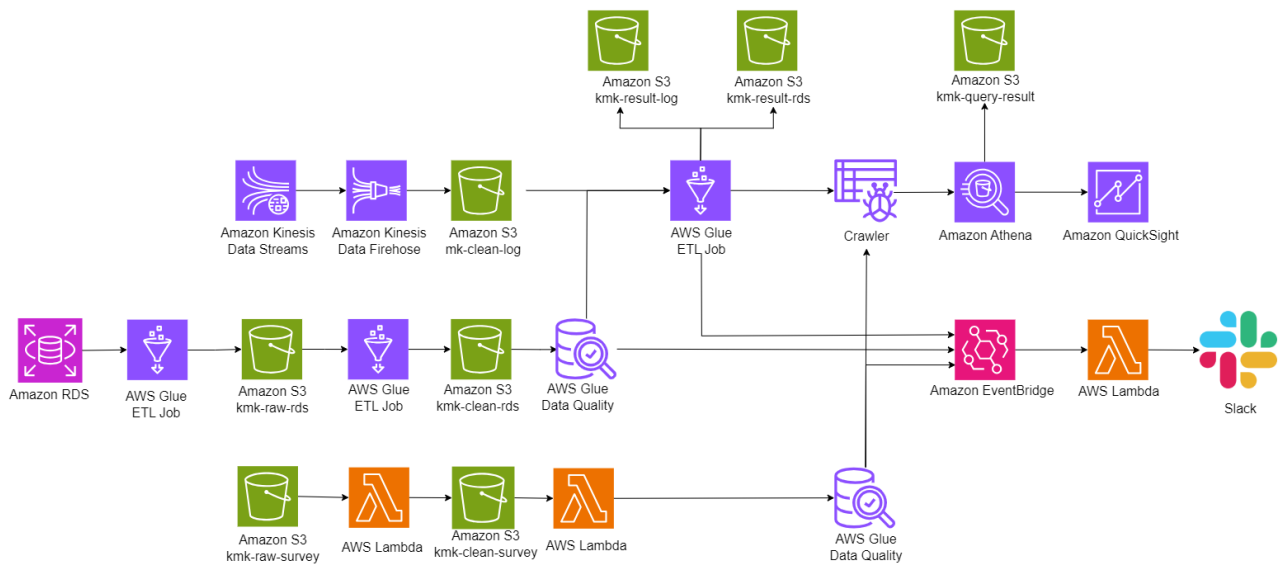 Amazon S3
kmk-result-log
Amazon S3
kmk-result-rds
Amazon S3
kmk-query-result
Amazon Kinesis
Data Streams
Amazon Kinesis
Data Firehose
Amazon S3
mk-clean-log
AWS Glue
ETL Job
Crawler
Amazon Athena
Amazon QuickSight
Amazon RDS
AWS Glue
ETL Job
Amazon S3
kmk-raw-rds
AWS Glue
ETL Job
Amazon S3
kmk-clean-rds
AWS Glue
Data Quality
Amazon EventBridge
AWS Lambda
Slack
Amazon S3
kmk-raw-survey
AWS Lambda
Amazon S3
kmk-clean-survey
AWS Lambda
AWS Glue
Data Quality